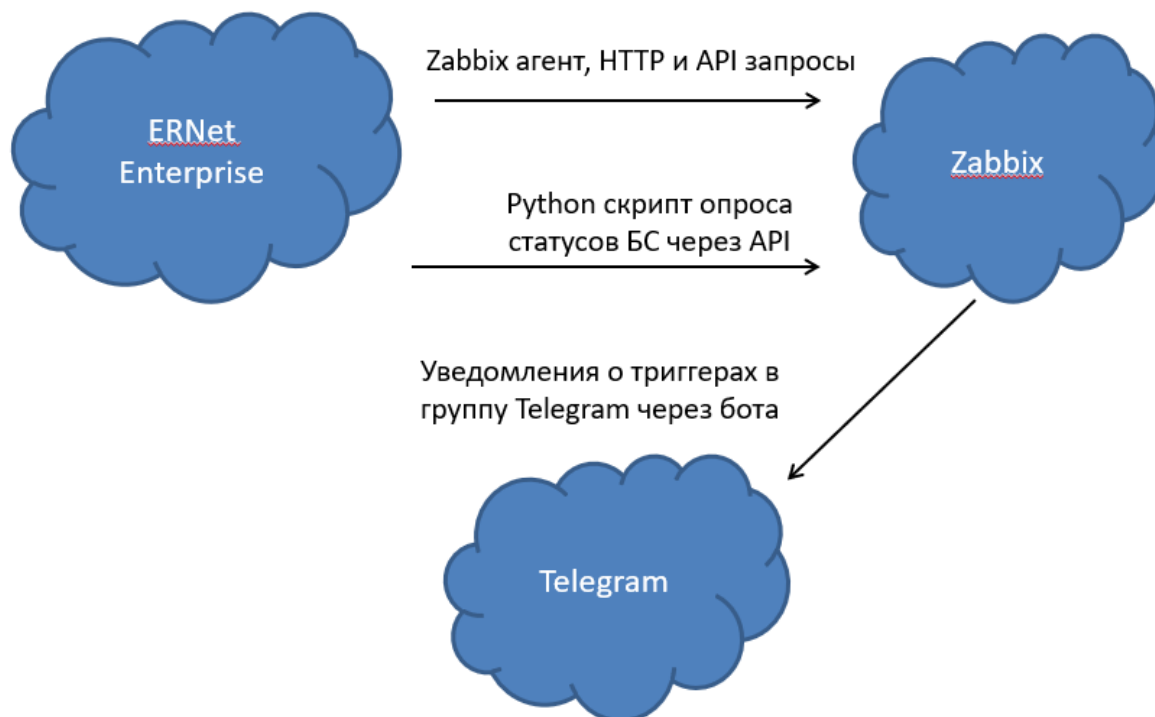 Zabbix агент, HTTP и API запросы
ERNet
Enterprise
Zabbix
Python скрипт опроса
статусов БС через API
Уведомления о триггерах в
группу Telegram через бота
Telegram